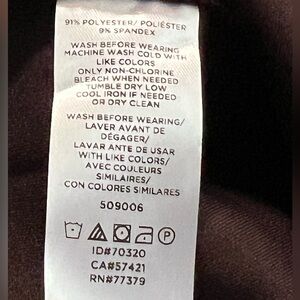 91% POLYESTER/ POLIÉSTER
9% SPANDEX
WASH BEFORE WEARING
MACHINE WASH COLD WITH
LIKE COLORS
ONLY NON-CHLORINE
BLEACH WHEN NEEDED
TUMBLE DRY LOW
COOL IRON IF NEEDED
OR DRY CLEAN
WASH BEFORE WEARING/
LAVER AVANT DE
DÉGAGER/
LAVAR ANTE DE USAR
WITH LIKE COLORS/
AVEC COULEURS
SIMILAIRES/
CON COLORES SIMILARES
509006
P
ID#70320
CA#57421
RN#77379